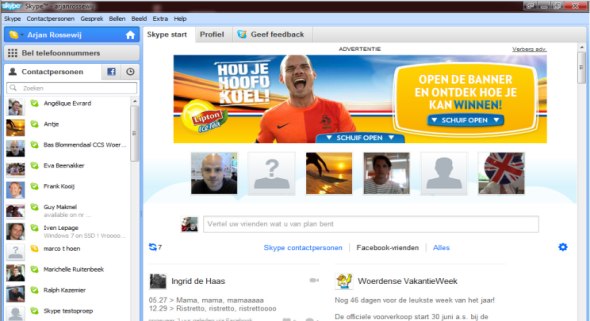 Skype™ - arjanrossewij
Skype Contactpersonen Gesprek Bellen Beeld Extra Help
Arjan Rossewij
Bel telefoonnummers
Contactpersonen
Zoeken
Angélique Evrard
Antje
Bas Blommendaal CCS Woer...
Eva Beenakker
Frank Kooij
Guy Makmel
available on nr ...
Iven Lepage
Windows 7 en SSD ! Wroooo...
marco t hoen
Marichelle Ruitenbeek
Ralph Kazemier
Skype testoproep
Skype start Profiel Geef feedback
ADVERTENTIE Verberg adv.
HOU JE
HOOFD
KOEL!
Lipton
Ice Tea
OPEN DE BANNER
EN ONTDEK HOE JE
KAN WINNEN!
SCHUIF OPEN
SCHUIF OPEN
Vertel uw vrienden wat u van plan bent
7 Skype contactpersonen Facebook-vrienden Alles
Ingrid de Haas
05.27 > Mama, mama, mamaaaaa
12.29 > Ristretto, ristretto, ristrettoooo
Woerdense VakantieWeek
Nog 46 dagen voor de leukste week van het jaar!
De officiele voorverkoop start 30 juni a.s. bij de